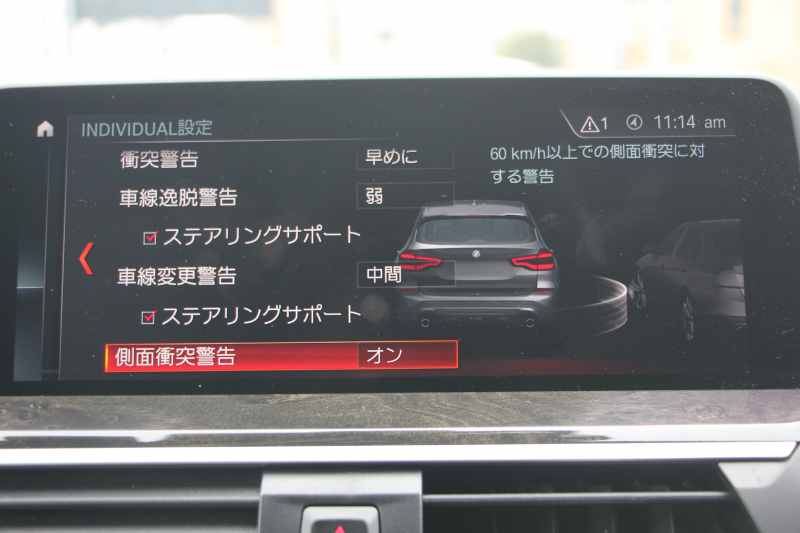 INDIVIDUAL設定
1 11:14 am
衝突警告 早めに
車線逸脱警告 弱
ステアリングサポート
車線変更警告 中間
ステアリングサポート
側面衝突警告 オン
60 km/h以上での側面衝突に対
する警告